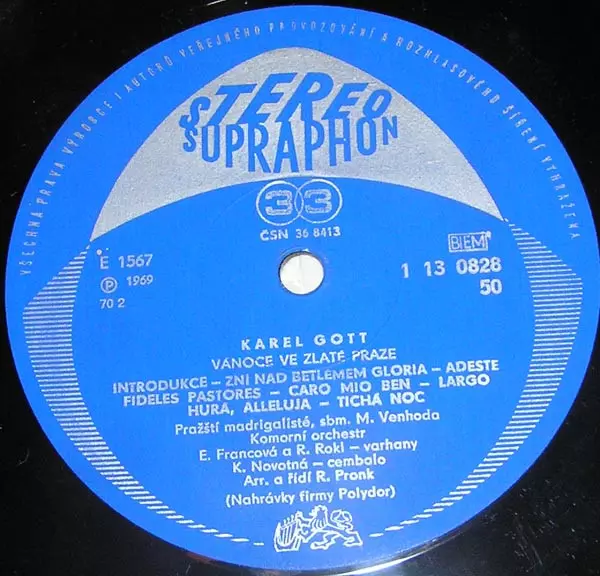 VŠECHNA PRÁVA VÝROBCE I AUTORŮ VEŘEJNÉHO PROVOZOVÁNÍ A ROZHLASOVÉHO ŠÍŘENÍ VYHRAŽENA
STEREO
SUPRAPHON
33
ČSN 36 8413
E 1567
℗ 1969
70 2
BIEM
1 13 0828
50
KAREL GOTT
VÁNOCE VE ZLATÉ PRAZE
INTRODUKCE – ZNÍ NAD BETLÉMEM GLORIA – ADESTE
FIDELES PASTORES – CARO MIO BEN – LARGO
HURÁ, ALLELUJA – TICHÁ NOC
Pražští madrigalisté, sbm. M. Venhoda
Komorní orchestr
E. Francová a R. Rokl – varhany
K. Novotná – cembalo
Arr. a řídí R. Pronk
(Nahrávky firmy Polydor)